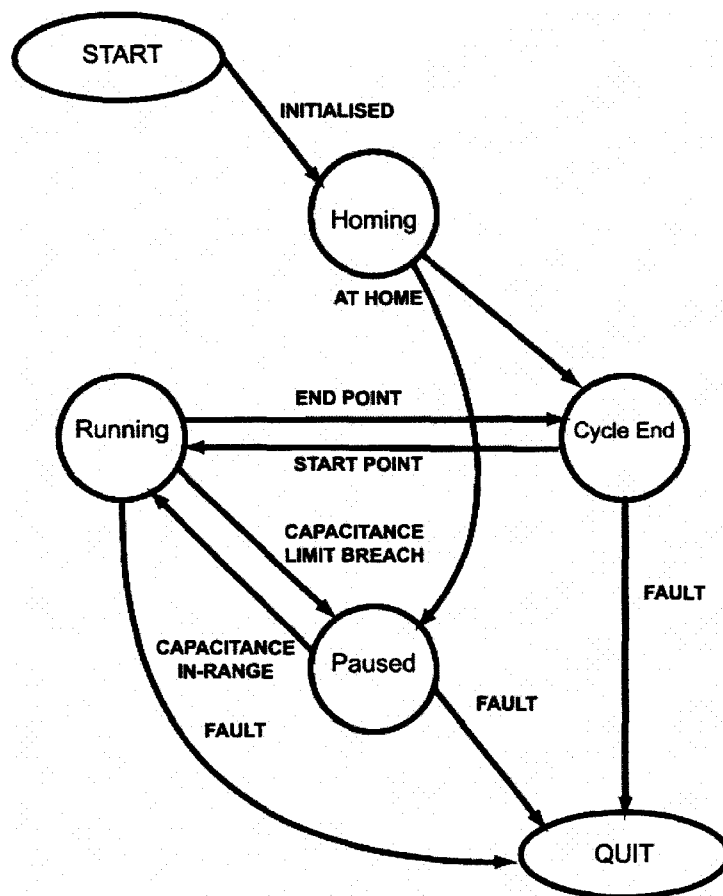 START
INITIALISED
Homing
AT HOME
END POINT
Running
Cycle End
START POINT
CAPACITANCE
LIMIT BREACH
FAULT
CAPACITANCE
IN-RANGE
Paused
FAULT
FAULT
QUIT